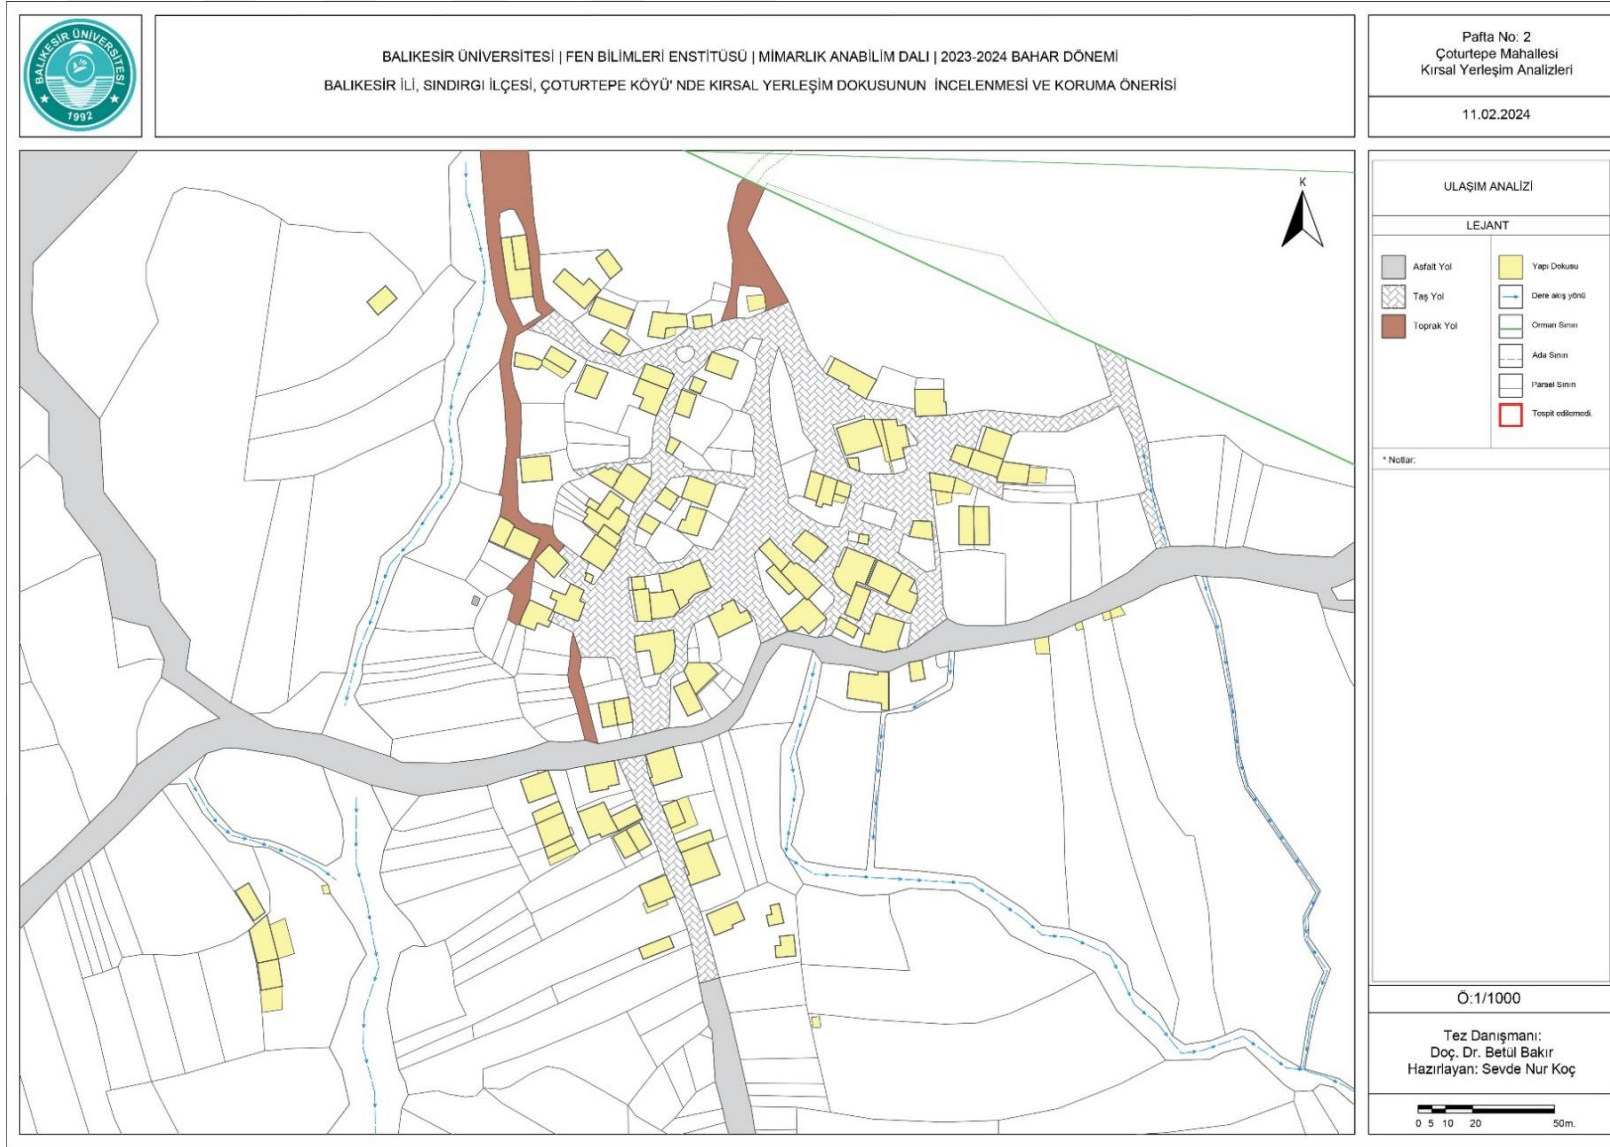 BALIKESİR ÜNİVERSİTESİ
1992
BALIKESİR ÜNİVERSİTESİ | FEN BİLİMLERİ ENSTİTÜSÜ | MİMARLIK ANABİLİM DALI | 2023-2024 BAHAR DÖNEMİ
BALIKESİR İLİ, SINDIRGI İLÇESİ, ÇOTURTEPE KÖYÜ' NDE KIRSAL YERLEŞİM DOKUSUNUN İNCELENMESİ VE KORUMA ÖNERİSİ
Pafta No: 2
Çoturtepe Mahallesi
Kırsal Yerleşim Analizleri
11.02.2024
K
ULAŞIM ANALİZİ
LEJANT
Asfalt Yol
Taş Yol
Toprak Yol
Yapı Dokusu
Dere akış yönü
Orman Sınırı
Ada Sınırı
Parsel Sınırı
Tespit edilemedi.
* Notlar:
Ö:1/1000
Tez Danışmanı:
Doç. Dr. Betül Bakır
Hazırlayan: Sevde Nur Koç
0 5 10 20 50m.